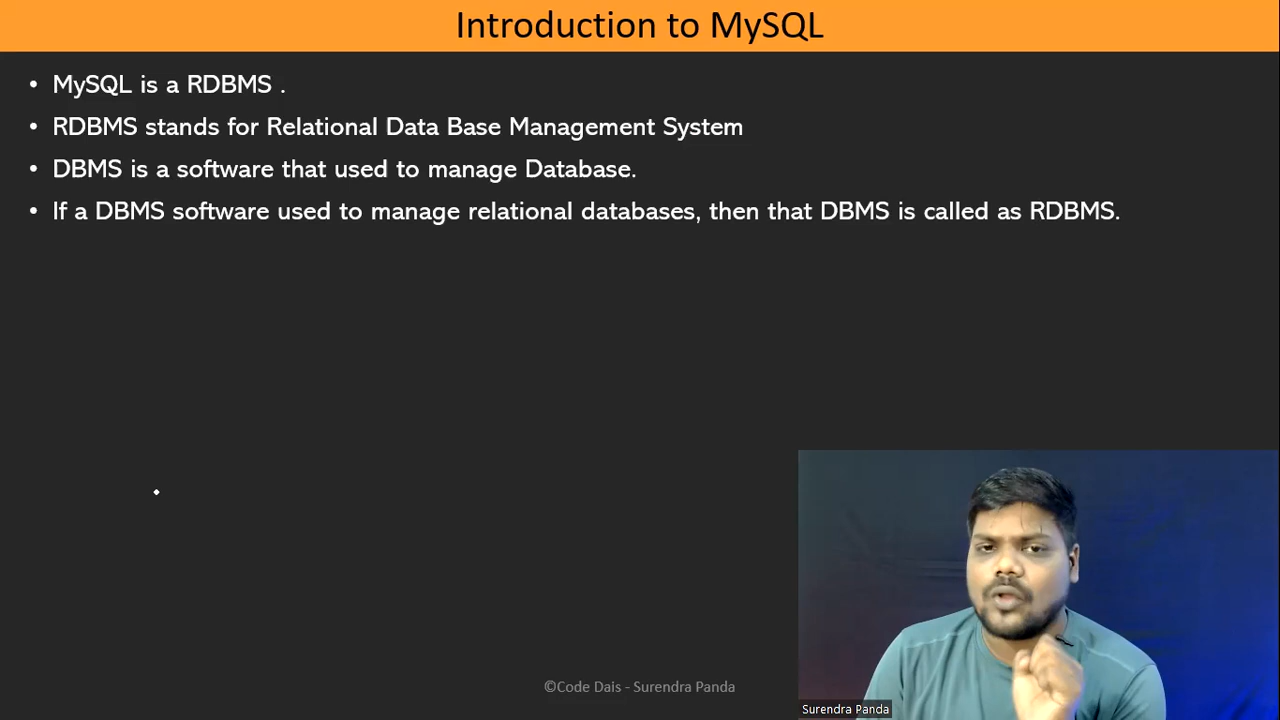 Introduction to MySQL
• MySQL is a RDBMS .
• RDBMS stands for Relational Data Base Management System
• DBMS is a software that used to manage Database.
• If a DBMS software used to manage relational databases, then that DBMS is called as RDBMS.
©Code Dais - Surendra Panda
Surendra Panda